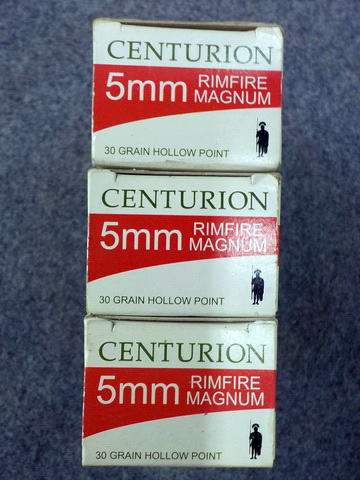 CENTURION
5mm RIMFIRE
MAGNUM
30 GRAIN HOLLOW POINT
CENTURION
5mm RIMFIRE
MAGNUM
30 GRAIN HOLLOW POINT
CENTURION
5mm RIMFIRE
MAGNUM
30 GRAIN HOLLOW POINT